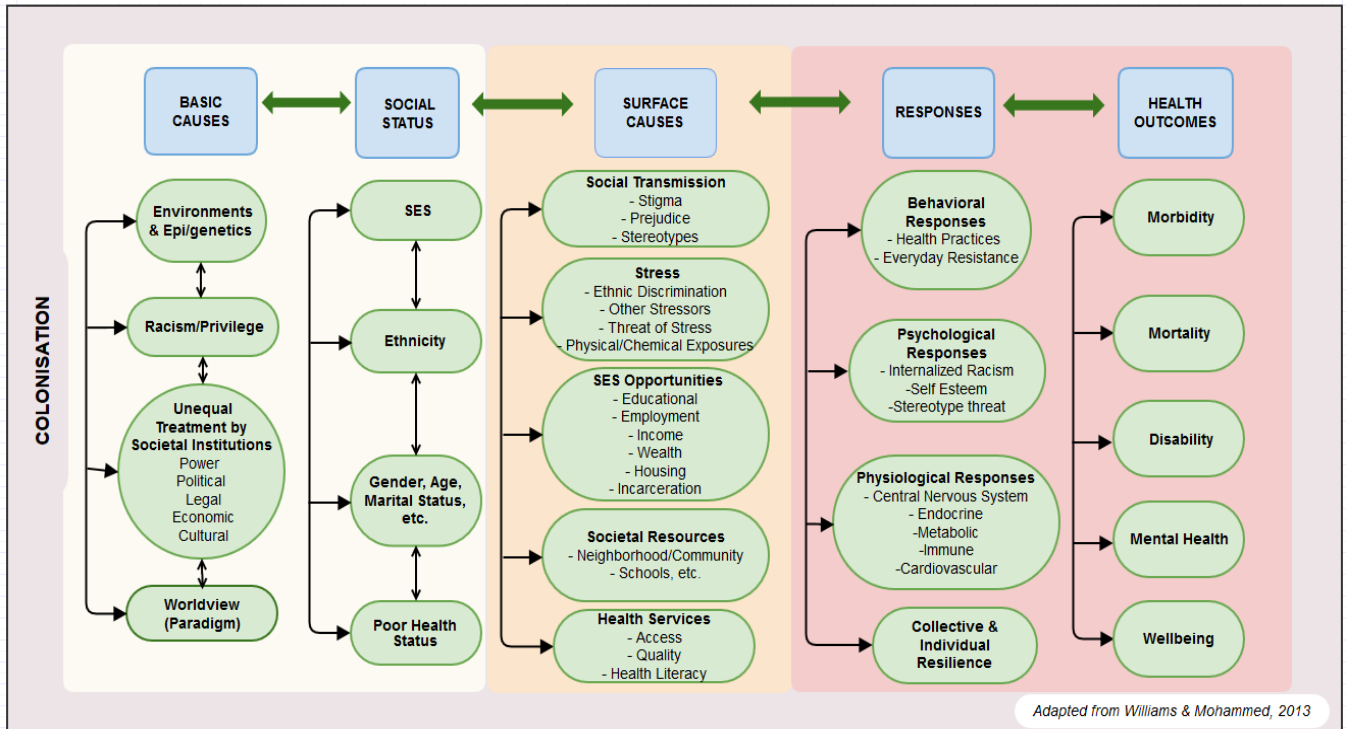 COLONISATION
BASIC
CAUSES
SOCIAL
STATUS
SURFACE
CAUSES
RESPONSES
HEALTH
OUTCOMES
Environments
& Epi/genetics
Racism/Privilege
Unequal
Treatment by
Societal Institutions
Power
Political
Legal
Economic
Cultural
Worldview
(Paradigm)
SES
Ethnicity
Gender, Age,
Marital Status,
etc.
Poor Health
Status
Social Transmission
- Stigma
- Prejudice
- Stereotypes
Stress
- Ethnic Discrimination
- Other Stressors
- Threat of Stress
- Physical/Chemical Exposures
SES Opportunities
- Educational
- Employment
- Income
- Wealth
- Housing
- Incarceration
Societal Resources
- Neighborhood/Community
- Schools, etc.
Health Services
- Access
- Quality
- Health Literacy
Behavioral
Responses
- Health Practices
- Everyday Resistance
Psychological
Responses
- Internalized Racism
-Self Esteem
-Stereotype threat
Physiological Responses
- Central Nervous System
- Endocrine
-Metabolic
- Immune
-Cardiovascular
Collective &
Individual
Resilience
Morbidity
Mortality
Disability
Mental Health
Wellbeing
Adapted from Williams & Mohammed, 2013